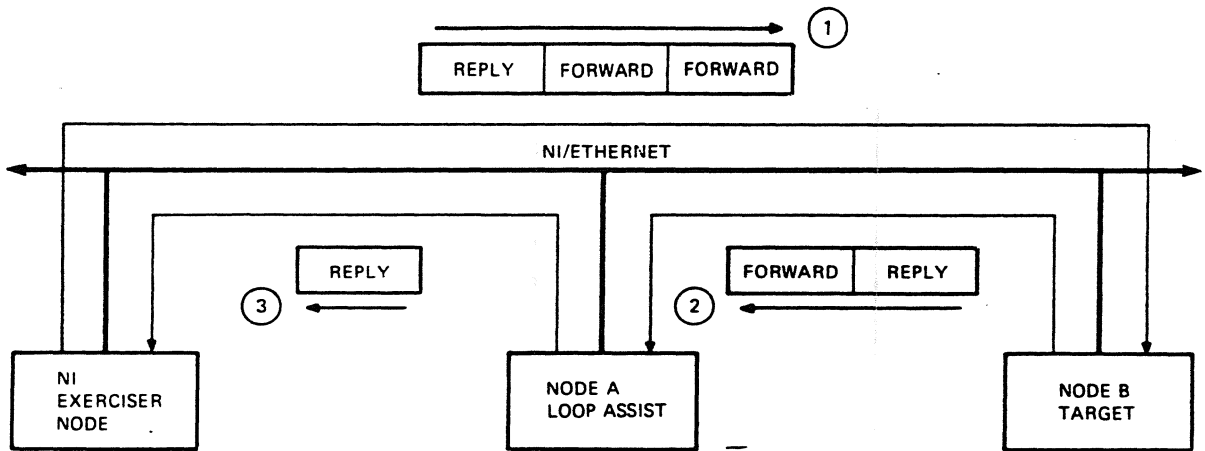 1
REPLY FORWARD FORWARD
NI/ETHERNET
REPLY
FORWARD REPLY
3
2
NI
EXERCISER
NODE
NODE A
LOOP ASSIST
NODE B
TARGET